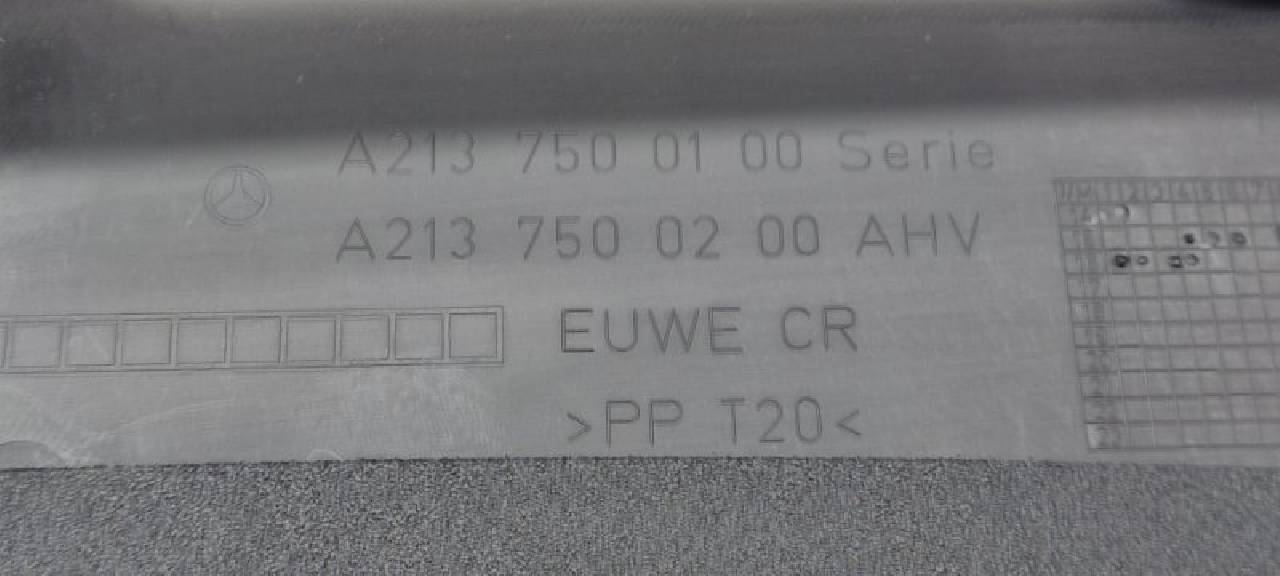 A213 750 01 00 Serie
A213 750 02 00 AHV
EUWE CR
>PP T20<